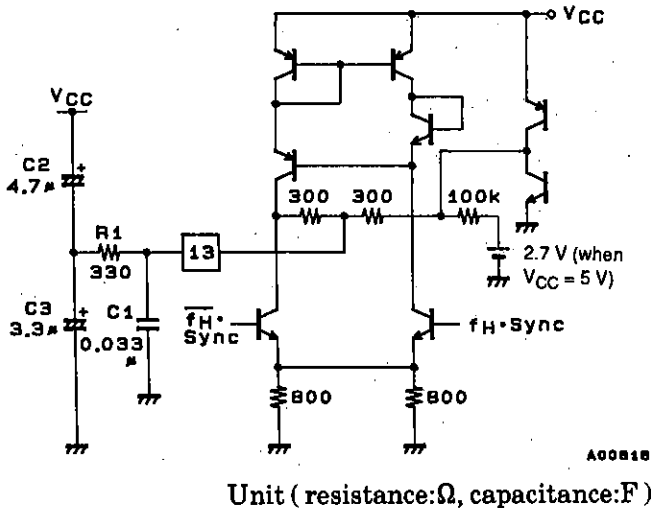 VCC
VCC
C2
4.7μ
+
300
300
100k
R1
330
13
2.7 V (when
VCC = 5 V)
C3
3.3μ
+
C1
0.033
μ
fH·
Sync
fH·Sync
800
800
A00818
Unit ( resistance:Ω, capacitance:F )